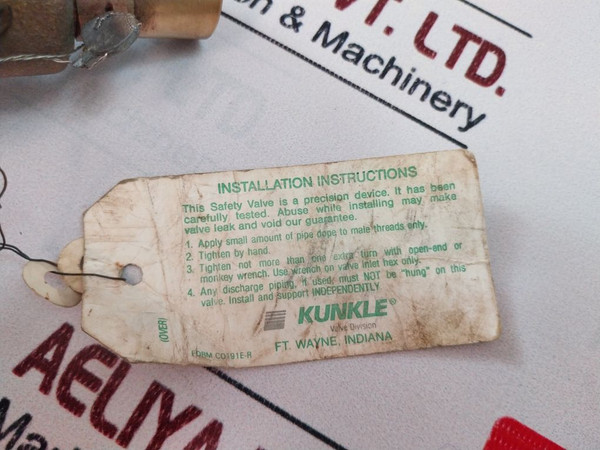 VT. LTD.
on & Machinery
INSTALLATION INSTRUCTIONS
This Safety Valve is a precision device. It has been
carefully tested. Abuse while installing may make
valve leak and void our guarantee.
1. Apply small amount of pipe dope to male threads only.
2. Tighten by hand.
3. Tighten not more than one extra turn with open-end or
monkey wrench. Use wrench on valve inlet hex only.
4. Any discharge piping, if used, must NOT be "hung" on this
valve. Install and support INDEPENDENTLY.
KUNKLE®
Valve Division
FT. WAYNE, INDIANA
(OVER)
FORM CD191E-R
AELIYA